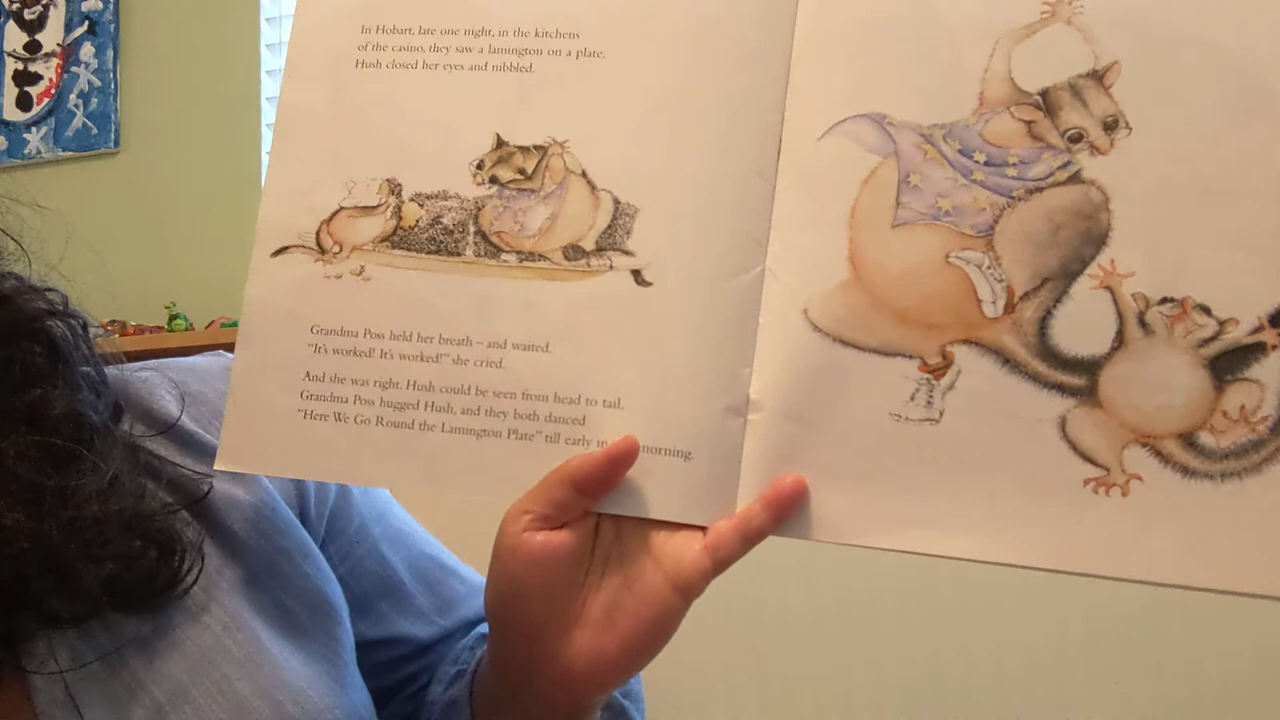 In Hobart, late one night, in the kitchens
of the casino, they saw a lamington on a plate.
Hush closed her eyes and nibbled.
Grandma Poss held her breath – and waited.
"It's worked! It's worked!" she cried.
And she was right. Hush could be seen from head to tail.
Grandma Poss hugged Hush, and they both danced
"Here We Go Round the Lamington Plate" till early in morning.